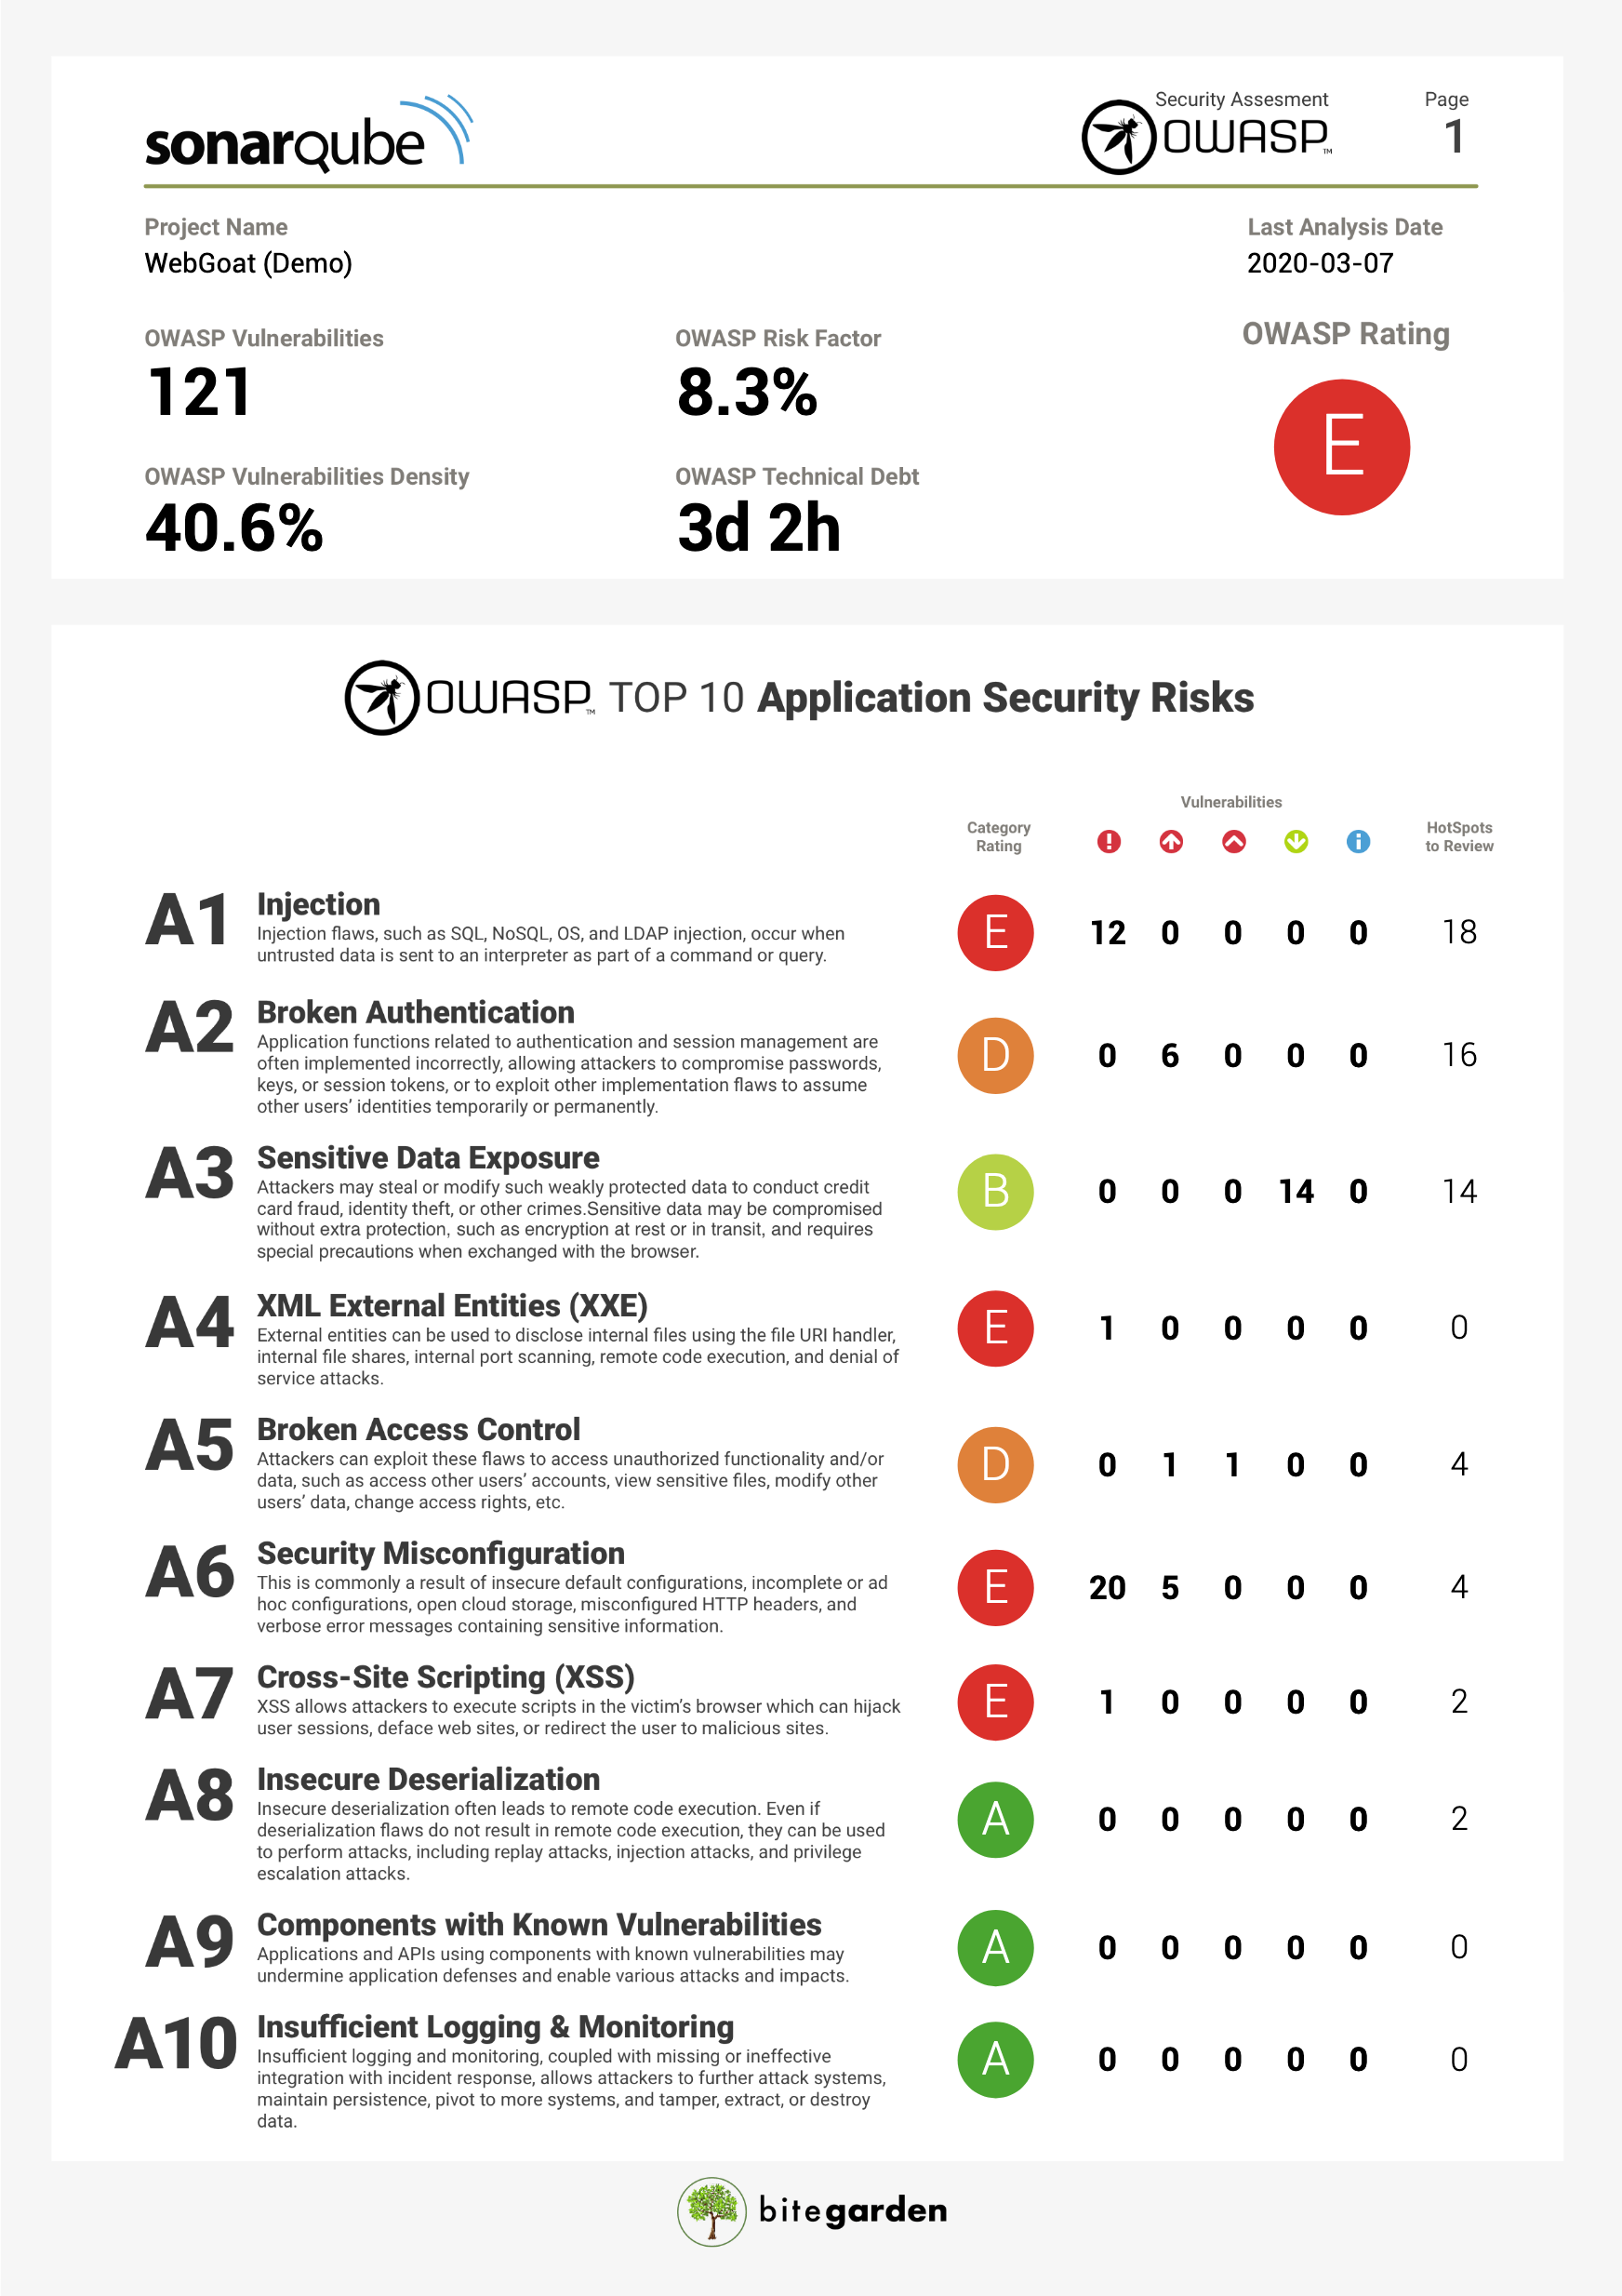 sonarqube
Security Assesment
OWASP™
Page
1
Project Name
WebGoat (Demo)
Last Analysis Date
2020-03-07
OWASP Vulnerabilities
121
OWASP Risk Factor
8.3%
OWASP Rating
E
OWASP Vulnerabilities Density
40.6%
OWASP Technical Debt
3d 2h
OWASP™ TOP 10 Application Security Risks
Vulnerabilities
Category
Rating
HotSpots
to Review
A1 Injection
Injection flaws, such as SQL, NoSQL, OS, and LDAP injection, occur when
untrusted data is sent to an interpreter as part of a command or query.
E 12 0 0 0 0 18
A2 Broken Authentication
Application functions related to authentication and session management are
often implemented incorrectly, allowing attackers to compromise passwords,
keys, or session tokens, or to exploit other implementation flaws to assume
other users’ identities temporarily or permanently.
D 0 6 0 0 0 16
A3 Sensitive Data Exposure
Attackers may steal or modify such weakly protected data to conduct credit
card fraud, identity theft, or other crimes.Sensitive data may be compromised
without extra protection, such as encryption at rest or in transit, and requires
special precautions when exchanged with the browser.
B 0 0 0 14 0 14
A4 XML External Entities (XXE)
External entities can be used to disclose internal files using the file URI handler,
internal file shares, internal port scanning, remote code execution, and denial of
service attacks.
E 1 0 0 0 0 0
A5 Broken Access Control
Attackers can exploit these flaws to access unauthorized functionality and/or
data, such as access other users’ accounts, view sensitive files, modify other
users’ data, change access rights, etc.
D 0 1 1 0 0 4
A6 Security Misconfiguration
This is commonly a result of insecure default configurations, incomplete or ad
hoc configurations, open cloud storage, misconfigured HTTP headers, and
verbose error messages containing sensitive information.
E 20 5 0 0 0 4
A7 Cross-Site Scripting (XSS)
XSS allows attackers to execute scripts in the victim’s browser which can hijack
user sessions, deface web sites, or redirect the user to malicious sites.
E 1 0 0 0 0 2
A8 Insecure Deserialization
Insecure deserialization often leads to remote code execution. Even if
deserialization flaws do not result in remote code execution, they can be used
to perform attacks, including replay attacks, injection attacks, and privilege
escalation attacks.
A 0 0 0 0 0 2
A9 Components with Known Vulnerabilities
Applications and APIs using components with known vulnerabilities may
undermine application defenses and enable various attacks and impacts.
A 0 0 0 0 0 0
A10 Insufficient Logging & Monitoring
Insufficient logging and monitoring, coupled with missing or ineffective
integration with incident response, allows attackers to further attack systems,
maintain persistence, pivot to more systems, and tamper, extract, or destroy
data.
A 0 0 0 0 0 0
bitegarden